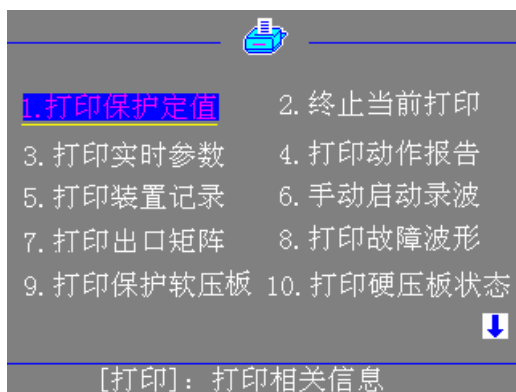 1.打印保护定值 2.终止当前打印
3.打印实时参数 4.打印动作报告
5.打印装置记录 6.手动启动录波
7.打印出口矩阵 8.打印故障波形
9.打印保护软压板 10.打印硬压板状态
[打印]：打印相关信息